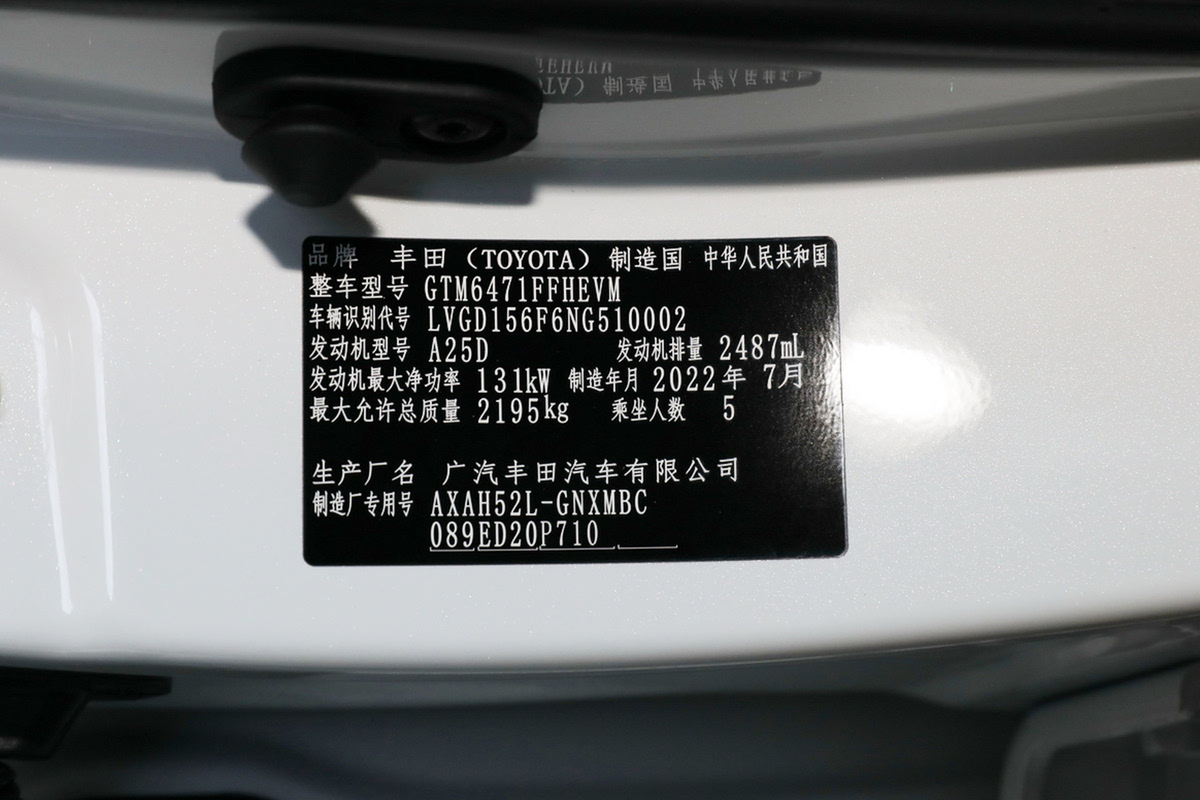 品牌 丰田（TOYOTA）制造国 中华人民共和国
整车型号 GTM6471FFHEVM
车辆识别代号 LVGD156F6NG510002
发动机型号 A25D 发动机排量 2487mL
发动机最大净功率 131kW 制造年月 2022年 7月
最大允许总质量 2195kg 乘坐人数 5
生产厂名 广汽丰田汽车有限公司
制造厂专用号 AXAH52L-GNXMBC
089ED20P710